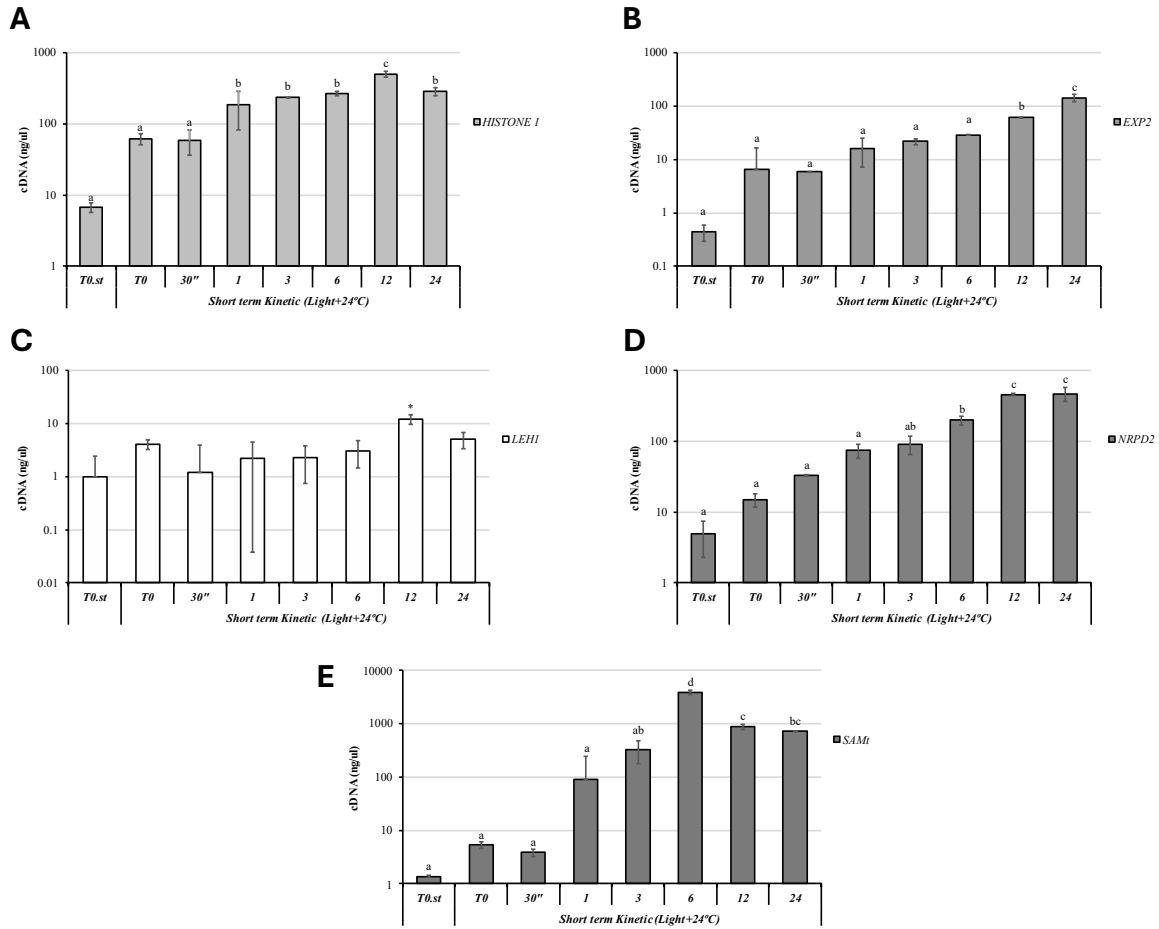 A
1000
100
10
1
cDNA (ng/ul)
a
a
a
b
b
b
c
b
T0.st
T0
30"
1
3
6
12
24
Short term Kinetic (Light+24ºC)
HISTONE 1
B
1000
100
10
1
0.1
cDNA (ng/ul)
a
a
a
a
a
a
b
c
T0.st
T0
30"
1
3
6
12
24
Short term Kinetic (Light+24ºC)
EXP2
C
100
10
1
0.1
0.01
cDNA (ng/ul)
*
T0.st
T0
30"
1
3
6
12
24
Short term Kinetic (Light+24ºC)
LEH1
D
1000
100
10
1
cDNA (ng/ul)
a
a
a
a
ab
b
c
c
T0.st
T0
30"
1
3
6
12
24
Short term Kinetic (Light+24ºC)
NRPD2
E
10000
1000
100
10
1
cDNA (ng/ul)
a
a
a
a
ab
d
c
bc
T0.st
T0
30"
1
3
6
12
24
Short term Kinetic (Light+24ºC)
SAMt